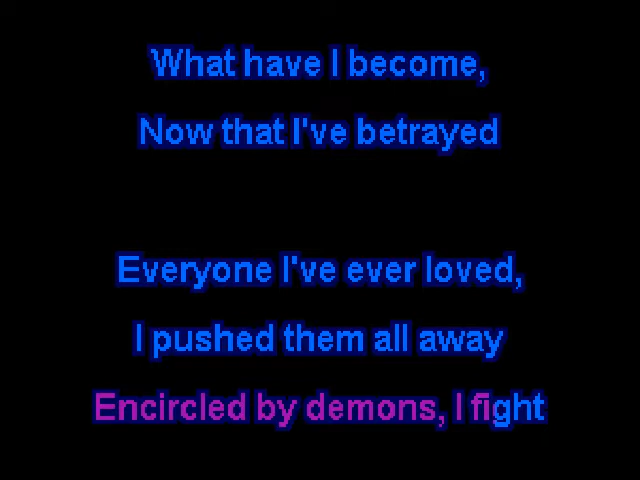 What have I become,
Now that I've betrayed
Everyone I've ever loved,
I pushed them all away
Encircled by demons, I fight